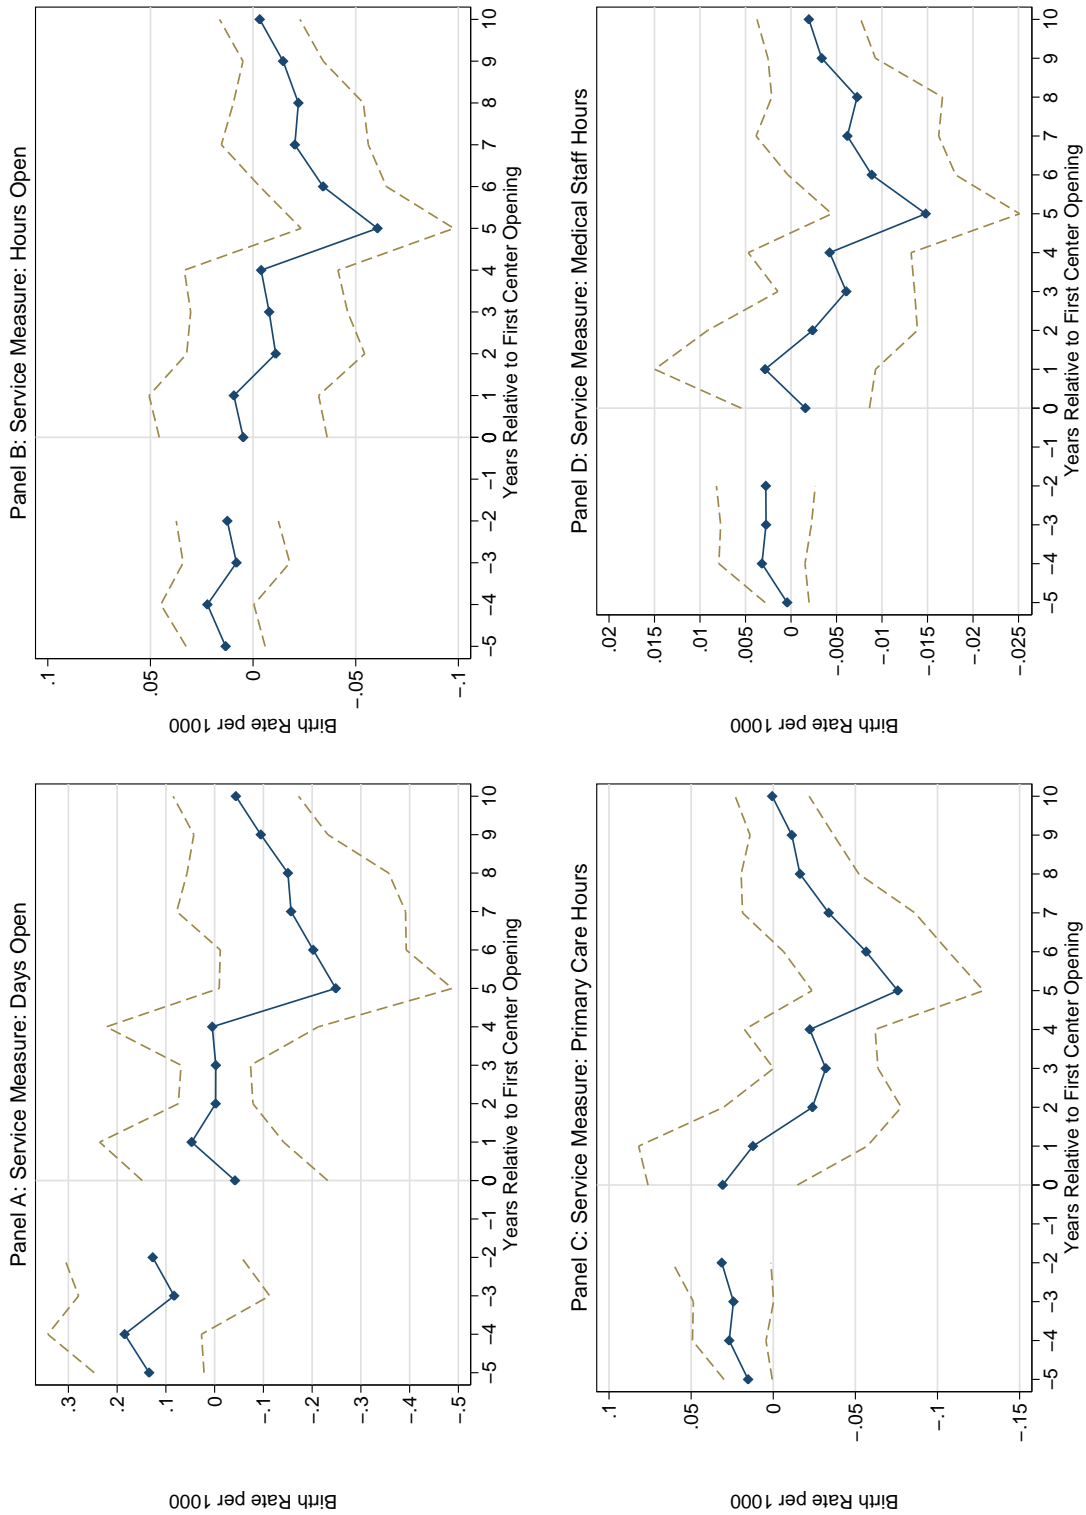 Panel A: Service Measure: Days Open
Birth Rate per 1000
.3
.2
.1
0
−.1
−.2
−.3
−.4
−.5
−5 −4 −3 −2 −1 0 1 2 3 4 5 6 7 8 9 10
Years Relative to First Center Opening
Panel B: Service Measure: Hours Open
Birth Rate per 1000
.1
.05
0
−.05
−.1
−5 −4 −3 −2 −1 0 1 2 3 4 5 6 7 8 9 10
Years Relative to First Center Opening
Panel C: Service Measure: Primary Care Hours
Birth Rate per 1000
.1
.05
0
−.05
−.1
−.15
−5 −4 −3 −2 −1 0 1 2 3 4 5 6 7 8 9 10
Years Relative to First Center Opening
Panel D: Service Measure: Medical Staff Hours
Birth Rate per 1000
.02
.015
.01
.005
0
−.005
−.01
−.015
−.02
−.025
−5 −4 −3 −2 −1 0 1 2 3 4 5 6 7 8 9 10
Years Relative to First Center Opening